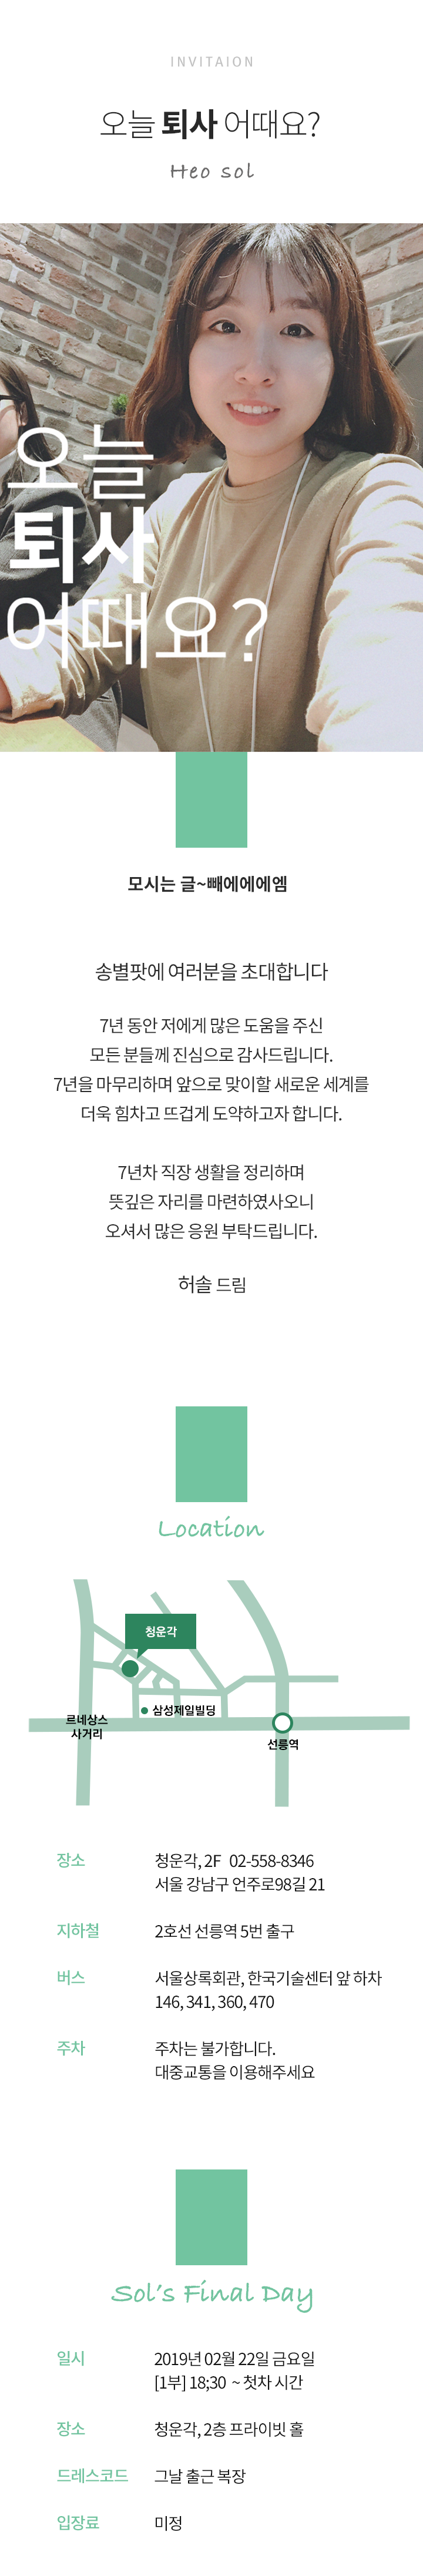 INVITAION
오늘 퇴사 어때요?
Heo sol
오늘
퇴사
어때요?
모시는 글~빼에에에엠
송별팟에 여러분을 초대합니다
7년 동안 저에게 많은 도움을 주신
모든 분들께 진심으로 감사드립니다.
7년을 마무리하며 앞으로 맞이할 새로운 세계를
더욱 힘차고 뜨겁게 도약하고자 합니다.
7년차 직장 생활을 정리하며
뜻깊은 자리를 마련하였사오니
오셔서 많은 응원 부탁드립니다.
허솔 드림
Location
청운각
삼성제일빌딩
르네상스
사거리
선릉역
장소 청운각, 2F 02-558-8346
서울 강남구 언주로98길 21
지하철 2호선 선릉역 5번 출구
버스 서울상록회관, 한국기술센터 앞 하차
146, 341, 360, 470
주차 주차는 불가합니다.
대중교통을 이용해주세요
Sol's Final Day
일시 2019년 02월 22일 금요일
[1부] 18;30 ~ 첫차 시간
장소 청운각, 2층 프라이빗 홀
드레스코드 그날 출근 복장
입장료 미정